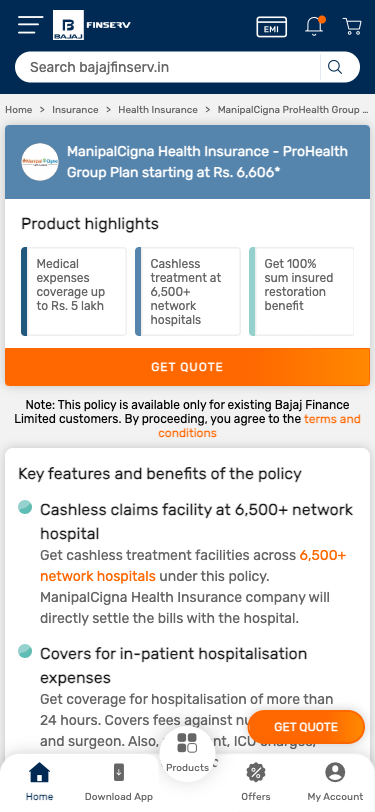 BAJAJ
FINSERV
EMI
Search bajajfinserv.in
Home > Insurance > Health Insurance > ManipalCigna ProHealth Group ...
ManipalCigna Health Insurance - ProHealth
Group Plan starting at Rs. 6,606*
Product highlights
Medical
expenses
coverage up
to Rs. 5 lakh
Cashless
treatment at
6,500+
network
hospitals
Get 100%
sum insured
restoration
benefit
GET QUOTE
Note: This policy is available only for existing Bajaj Finance
Limited customers. By proceeding, you agree to the terms and
conditions
Key features and benefits of the policy
Cashless claims facility at 6,500+ network
hospital
Get cashless treatment facilities across 6,500+
network hospitals under this policy.
ManipalCigna Health Insurance company will
directly settle the bills with the hospital.
Covers for in-patient hospitalisation
expenses
Get coverage for hospitalisation of more than
24 hours. Covers fees against
GET QUOTE
and surgeon. Also, ICU charges,
Products
Home
Download App
Offers
My Account